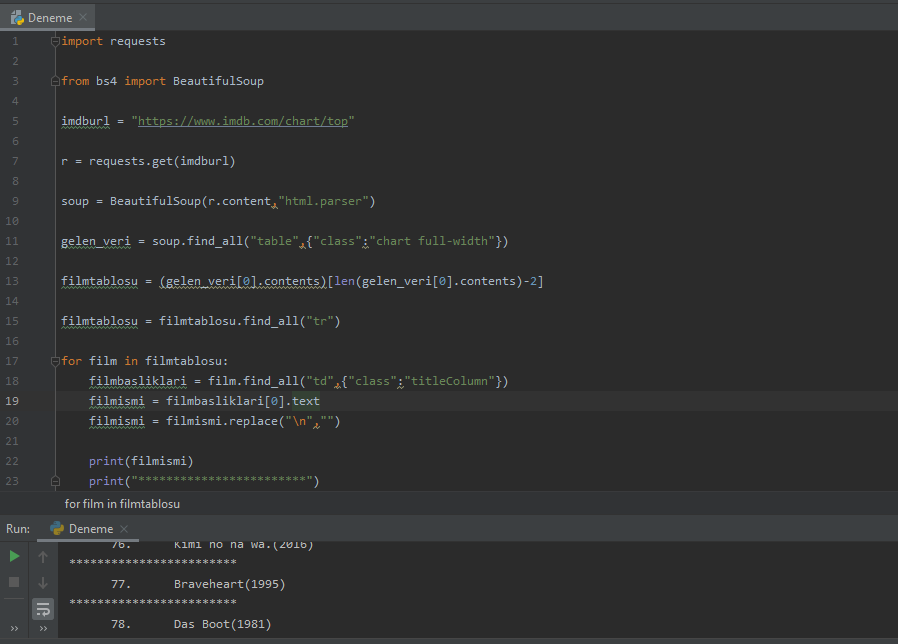 Deneme
1 import requests
2
3 from bs4 import BeautifulSoup
4
5 imdburl = "https://www.imdb.com/chart/top"
6
7 r = requests.get(imdburl)
8
9 soup = BeautifulSoup(r.content,"html.parser")
10
11 gelen_veri = soup.find_all("table",{"class":"chart full-width"})
12
13 filmtablosu = (gelen_veri[0].contents)[len(gelen_veri[0].contents)-2]
14
15 filmtablosu = filmtablosu.find_all("tr")
16
17 for film in filmtablosu:
18     filmbasliklari = film.find_all("td",{"class":"titleColumn"})
19     filmismi = filmbasliklari[0].text
20     filmismi = filmismi.replace("\n","")
21
22     print(filmismi)
23     print("************************")
for film in filmtablosu
Run: Deneme
76. Kimi no na wa.(2016)
************************
77. Braveheart(1995)
************************
78. Das Boot(1981)